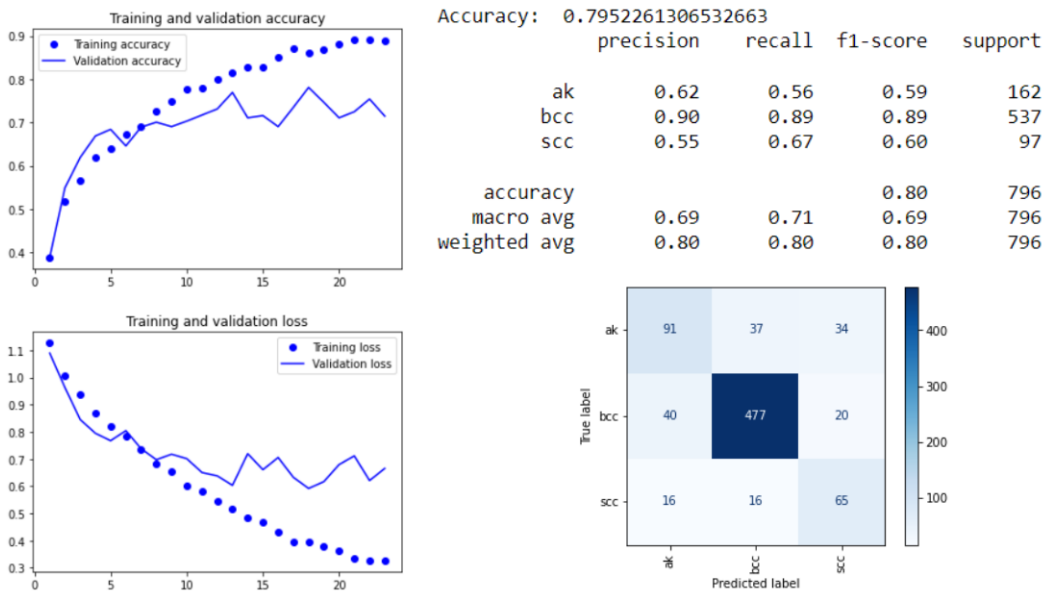 Training and validation accuracy
Training accuracy
Validation accuracy
0.9
0.8
0.7
0.6
0.5
0.4
0 5 10 15 20
Training and validation loss
Training loss
Validation loss
1.1
1.0
0.9
0.8
0.7
0.6
0.5
0.4
0.3
0 5 10 15 20
Accuracy: 0.7952261306532663
precision recall f1-score support
ak 0.62 0.56 0.59 162
bcc 0.90 0.89 0.89 537
scc 0.55 0.67 0.60 97
accuracy 0.80 796
macro avg 0.69 0.71 0.69 796
weighted avg 0.80 0.80 0.80 796
True label
ak 91 37 34
bcc 40 477 20
scc 16 16 65
ak bcc scc
Predicted label
400
300
200
100